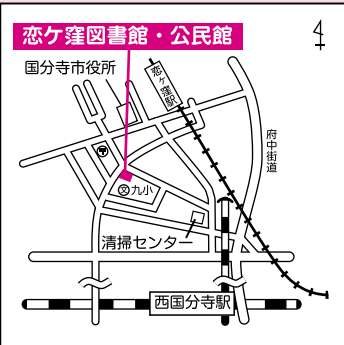 恋ケ窪図書館・公民館
国分寺市役所
恋ケ窪駅
府中街道
文九小
清掃センター
西国分寺駅